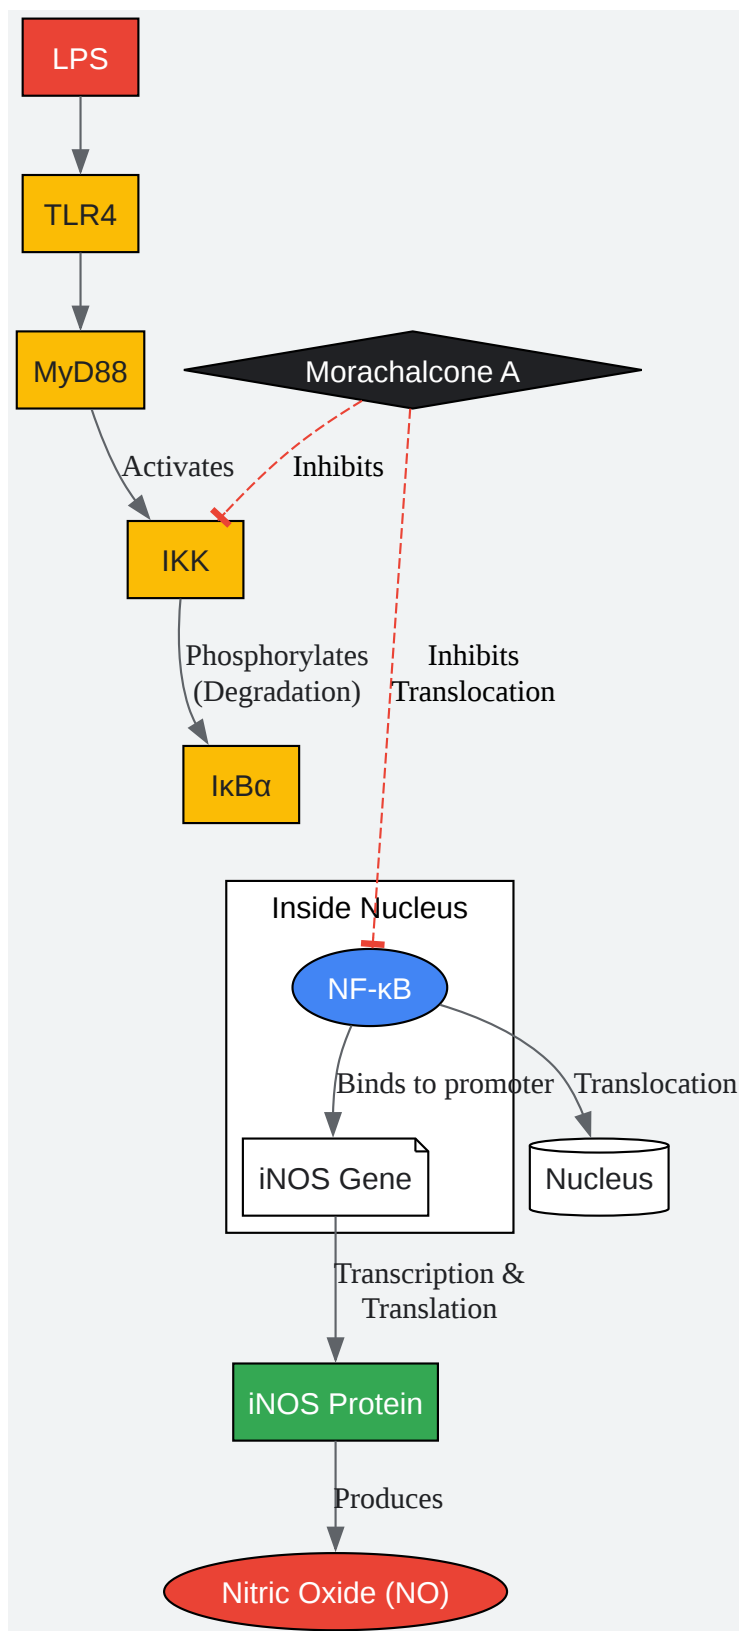 LPS
TLR4
MyD88
Morachalcone A
Activates
Inhibits
IKK
Phosphorylates
(Degradation)
Inhibits
Translocation
IκBα
Inside Nucleus
NF-κB
Binds to promoter
Translocation
iNOS Gene
Nucleus
Transcription &
Translation
iNOS Protein
Produces
Nitric Oxide (NO)